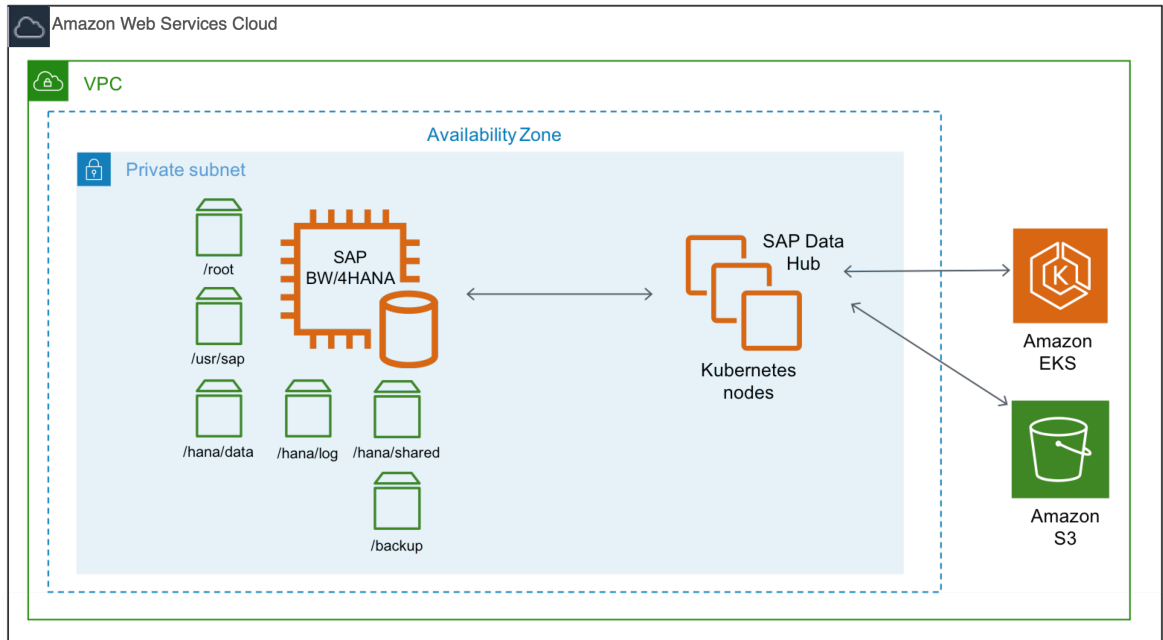 Amazon Web Services Cloud
VPC
Availability Zone
Private subnet
/root
SAP
BW/4HANA
/usr/sap
/hana/data
/hana/log
/hana/shared
/backup
SAP Data
Hub
Kubernetes
nodes
K
Amazon
EKS
Amazon
S3